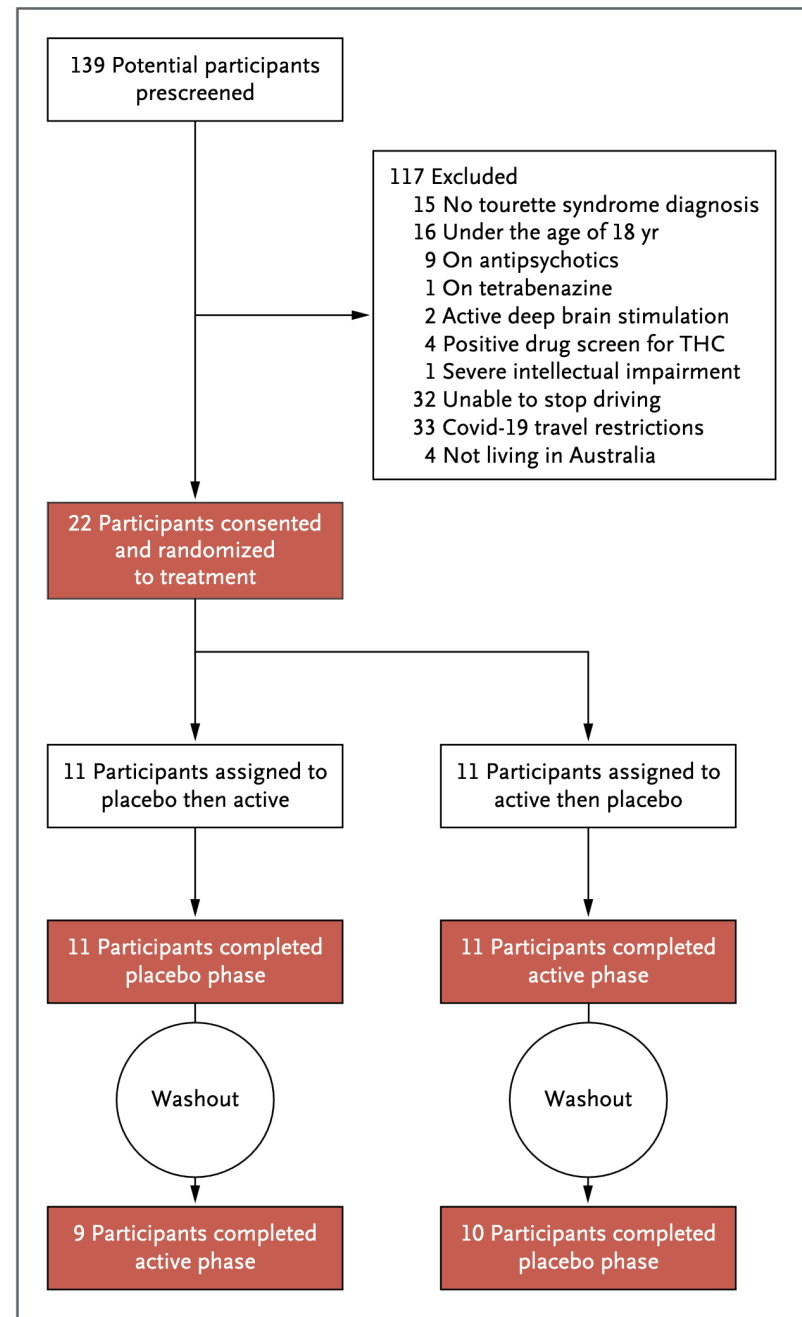 139 Potential participants
prescreened
117 Excluded
15 No tourette syndrome diagnosis
16 Under the age of 18 yr
9 On antipsychotics
1 On tetrabenazine
2 Active deep brain stimulation
4 Positive drug screen for THC
1 Severe intellectual impairment
32 Unable to stop driving
33 Covid-19 travel restrictions
4 Not living in Australia
22 Participants consented
and randomized
to treatment
11 Participants assigned to
placebo then active
11 Participants assigned to
active then placebo
11 Participants completed
placebo phase
11 Participants completed
active phase
Washout
Washout
9 Participants completed
active phase
10 Participants completed
placebo phase